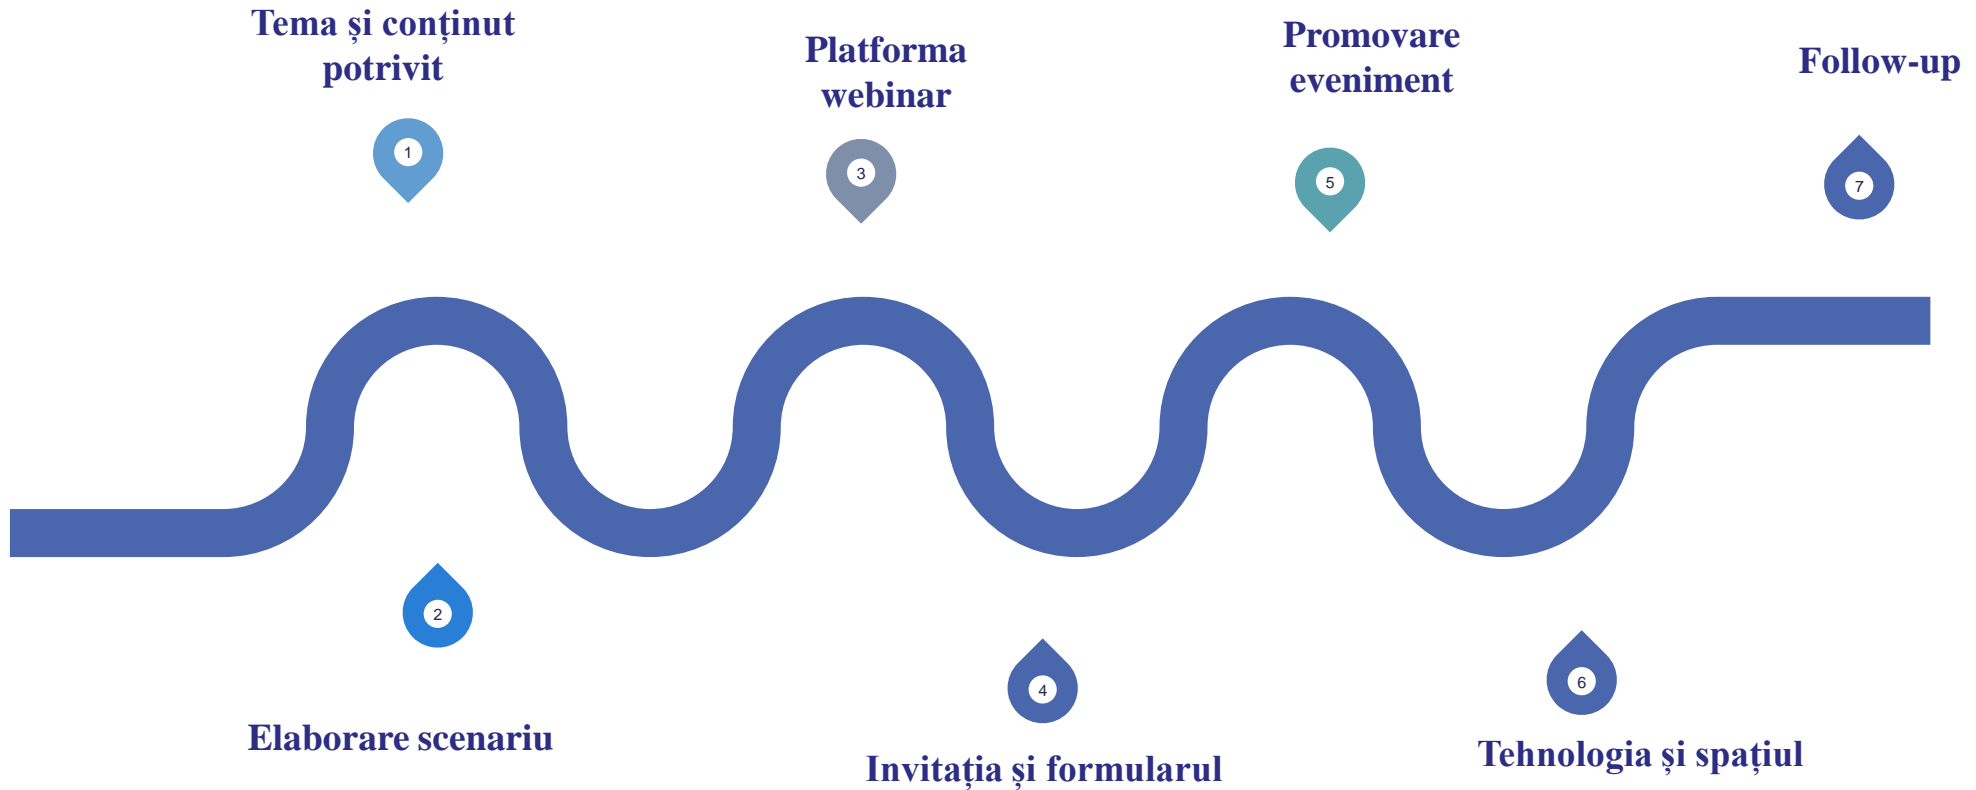 Tema și conținut
potrivit
1
Elaborare scenariu
2
Platforma
webinar
3
Invitația și formularul
4
Promovare
eveniment
5
Tehnologia și spațiul
6
Follow-up
7